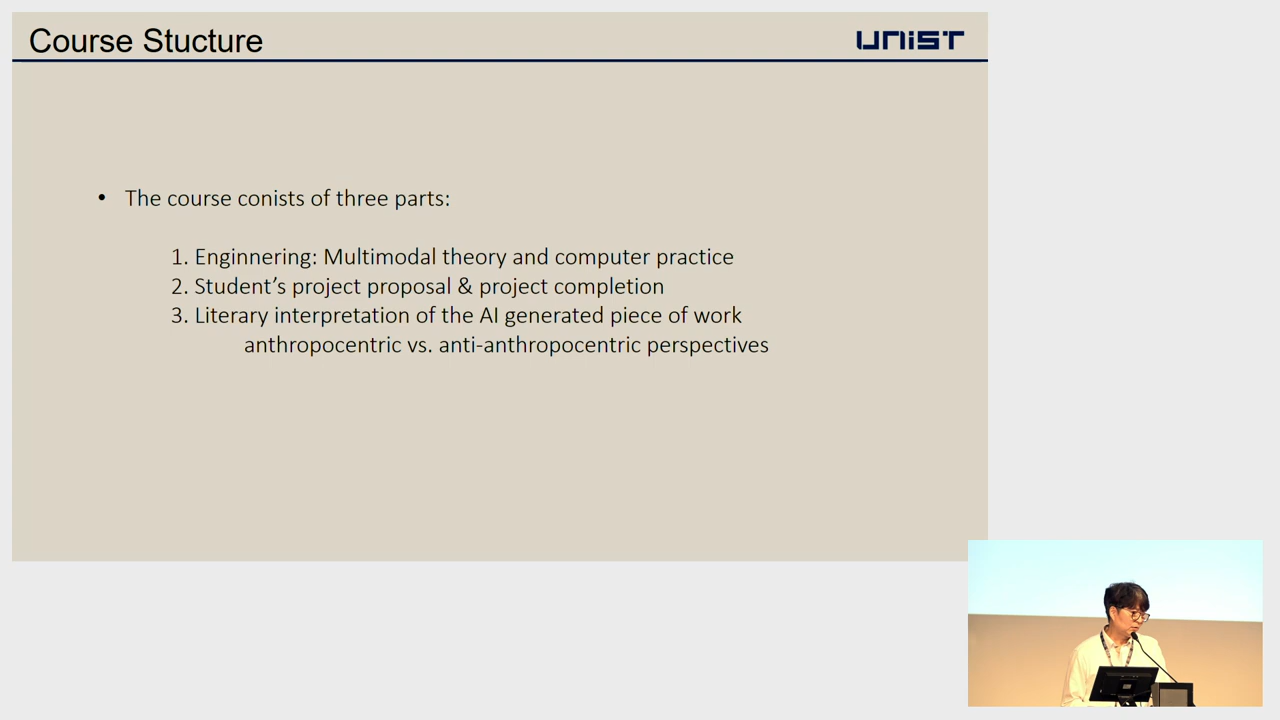 Course Stucture
UNIST
• The course conists of three parts:
1. Enginnering: Multimodal theory and computer practice
2. Student’s project proposal & project completion
3. Literary interpretation of the AI generated piece of work
anthropocentric vs. anti-anthropocentric perspectives